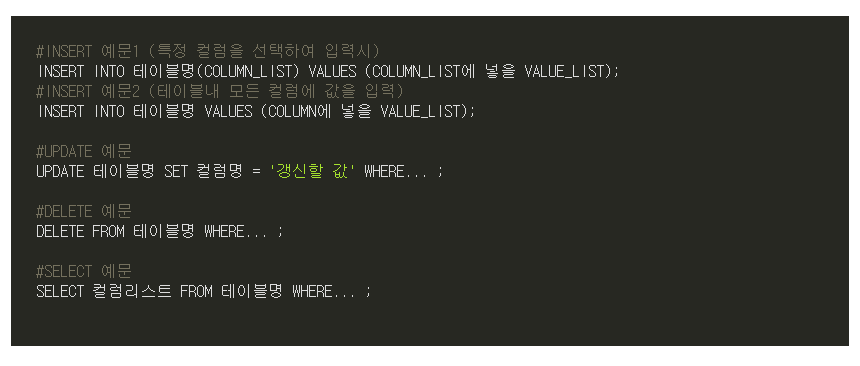 #INSERT 예문1 (특정 컬럼을 선택하여 입력시)
INSERT INTO 테이블명(COLUMN_LIST) VALUES (COLUMN_LIST에 넣을 VALUE_LIST);
#INSERT 예문2 (테이블내 모든 컬럼에 값을 입력)
INSERT INTO 테이블명 VALUES (COLUMN에 넣을 VALUE_LIST);
#UPDATE 예문
UPDATE 테이블명 SET 컬럼명 = '갱신할 값' WHERE... ;
#DELETE 예문
DELETE FROM 테이블명 WHERE... ;
#SELECT 예문
SELECT 컬럼리스트 FROM 테이블명 WHERE... ;